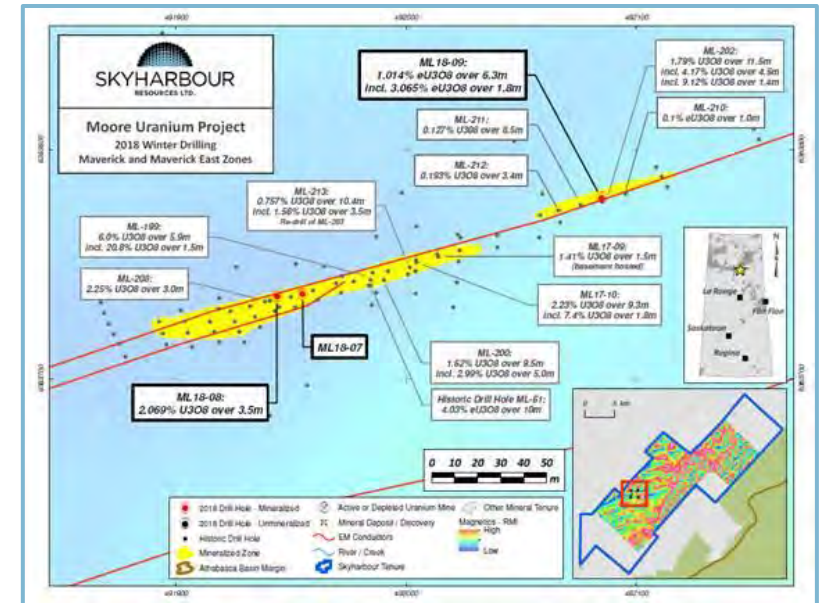 491900
492000
492100
SKYHARBOUR
RESOURCES LTD.
Moore Uranium Project
2018 Winter Drilling
Maverick and Maverick East Zones
ML18-09:
1.014% eU3O8 over 6.3m
Incl. 3.065% eU3O8 over 1.8m
ML-202:
1.79% U3O8 over 11.5m
Incl. 4.17% U3O8 over 4.5m
Incl. 9.12% U3O8 over 1.4m
ML-211:
0.127% U3O8 over 6.5m
ML-210:
0.1% eU3O8 over 1.0m
ML-212:
0.193% U3O8 over 3.4m
ML-213:
0.757% U3O8 over 10.4m
Incl. 1.56% U3O8 over 3.5m
Re-drill of ML-203
ML-199:
6.0% U3O8 over 5.9m
Incl. 20.8% U3O8 over 1.5m
ML-208:
2.25% U3O8 over 3.0m
ML17-09:
1.41% U3O8 over 1.5m
(basement hosted)
ML17-10:
2.23% U3O8 over 9.3m
Incl. 7.4% U3O8 over 1.8m
ML18-07
ML-200:
1.62% U3O8 over 9.5m
Incl. 2.99% U3O8 over 5.0m
ML18-08:
2.069% U3O8 over 3.5m
Historic Drill Hole ML-61:
4.03% eU3O8 over 10m
N
La Ronge
Flin Flon
Saskatoon
Regina
0 10 20 30 40 50
m
2018 Drill Hole - Mineralized
2018 Drill Hole - Unmineralized
Historic Drill Hole
Mineralized Zone
Athabasca Basin Margin
Active or Depleted Uranium Mine
Mineral Deposit / Discovery
EM Conductors
River / Creek
Skyharbour Tenure
Other Mineral Tenure
Magnetics - RMI
High
Low
491900
492000
492100